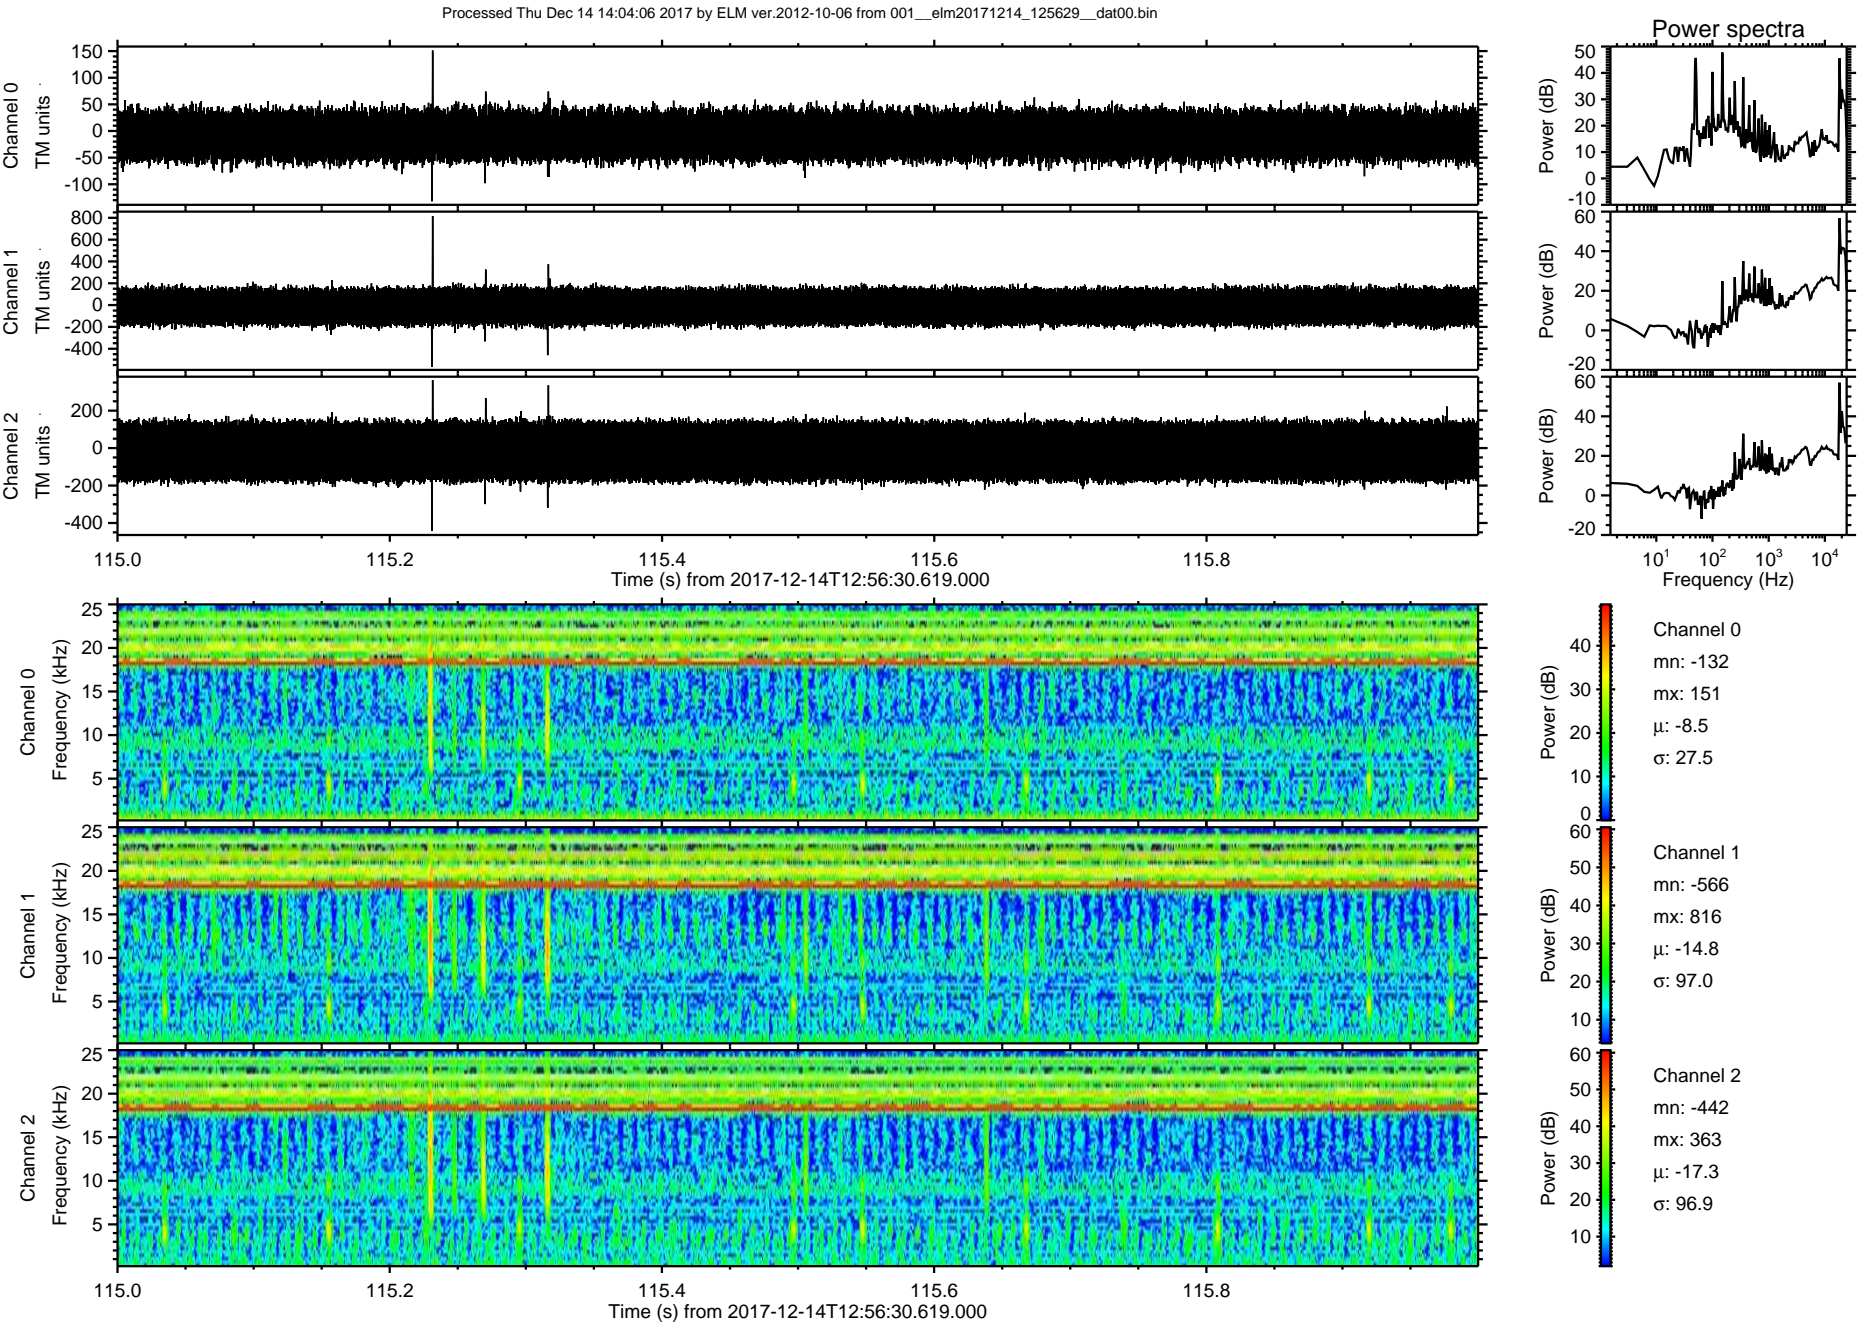 Processed Thu Dec 14 14:04:06 2017 by ELM ver.2012-10-06 from 001__elm20171214_125629__dat00.bin
Power spectra
Channel 0
TM units
150
100
50
0
-50
-100
Power (dB)
50
40
30
20
10
0
-10
Channel 1
TM units
800
600
400
200
0
-200
-400
Power (dB)
60
40
20
0
-20
Channel 2
TM units
200
0
-200
-400
Power (dB)
60
40
20
0
-20
115.0 115.2 115.4 115.6 115.8
Time (s) from 2017-12-14T12:56:30.619.000
10¹ 10² 10³ 10⁴
Frequency (Hz)
Channel 0
Frequency (kHz)
25
20
15
10
5
Power (dB)
40
30
20
10
0
Channel 0
mn: -132
mx: 151
μ: -8.5
σ: 27.5
Channel 1
Frequency (kHz)
25
20
15
10
5
Power (dB)
60
50
40
30
20
10
Channel 1
mn: -566
mx: 816
μ: -14.8
σ: 97.0
Channel 2
Frequency (kHz)
25
20
15
10
5
Power (dB)
60
50
40
30
20
10
Channel 2
mn: -442
mx: 363
μ: -17.3
σ: 96.9
115.0 115.2 115.4 115.6 115.8
Time (s) from 2017-12-14T12:56:30.619.000